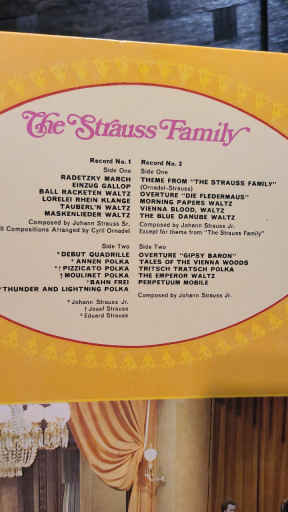 The Strauss Family
Record No. 1
Side One
RADETZKY MARCH
EINZUG GALLOP
BALL RACKETEN WALTZ
LORELEI RHEIN KLANGE
TAUBERL'N WALTZ
MASKENLIEDER WALTZ
Composed by Johann Strauss Sr.
Compositions Arranged by Cyril Ornadel
Side Two
*DEBUT QUADRILLE
*ANNEN POLKA
*†PIZZICATO POLKA
‡MOULINET POLKA
*BAHN FREI
*THUNDER AND LIGHTNING POLKA
*Johann Strauss Jr.
†Josef Strauss
*Eduard Strauss
Record No. 2
Side One
THEME FROM "THE STRAUSS FAMILY"
(Ornadel-Strauss)
OVERTURE "DIE FLEDERMAUS"
MORNING PAPERS WALTZ
VIENNA BLOOD, WALTZ
THE BLUE DANUBE WALTZ
Composed by Johann Strauss Jr.
Except for theme from "The Strauss Family"
Side Two
OVERTURE "GIPSY BARON"
TALES OF THE VIENNA WOODS
TRITSCH TRATSCH POLKA
THE EMPEROR WALTZ
PERPETUUM MOBILE
Composed by Johann Strauss Jr.